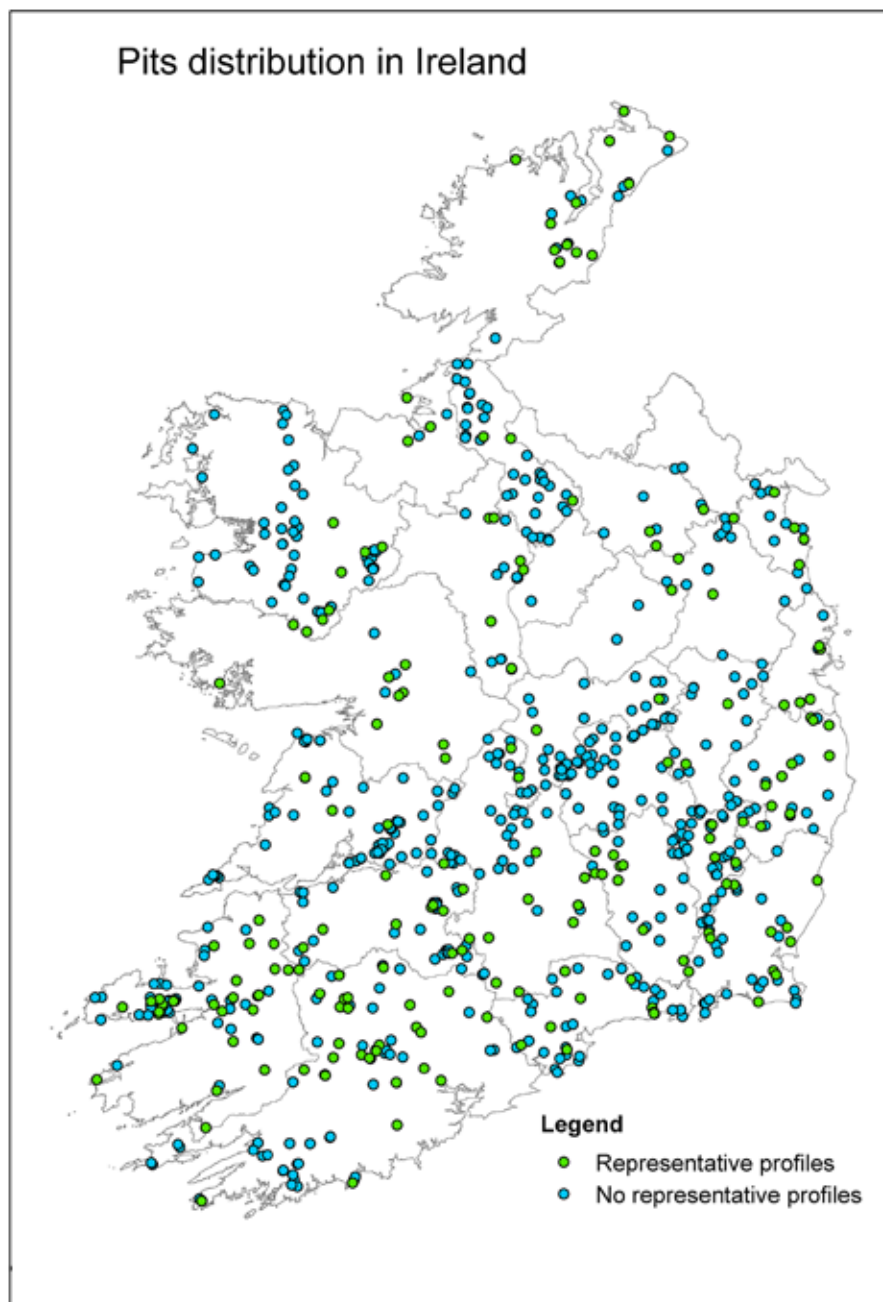 Pits distribution in Ireland
Legend
Representative profiles
No representative profiles